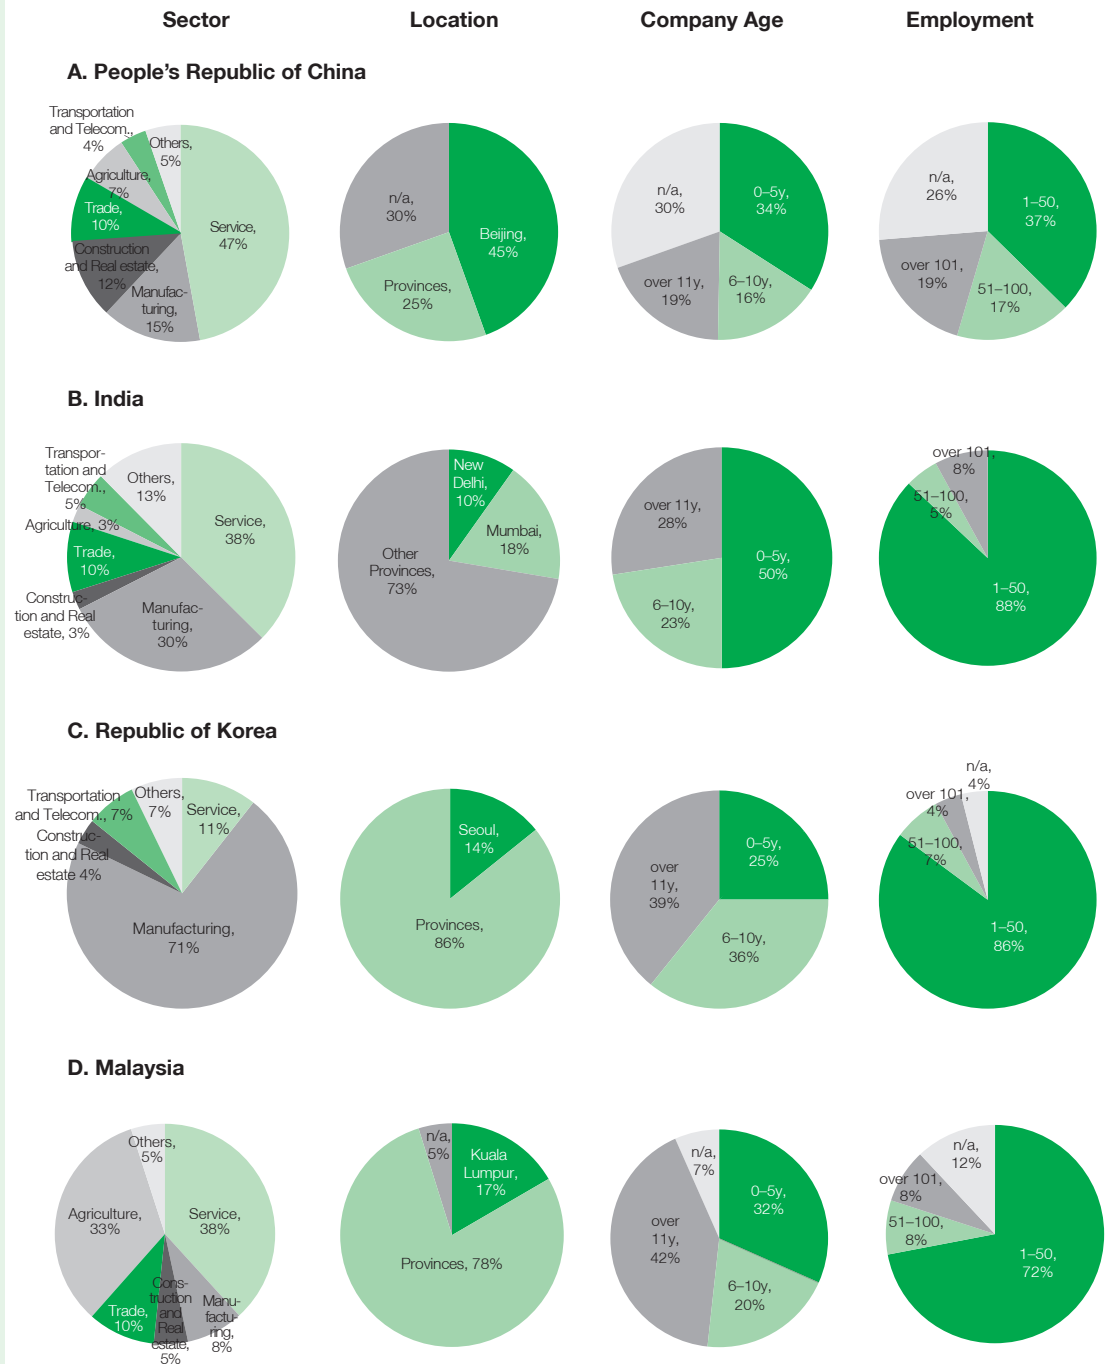 Sector
Location
Company Age
Employment
A. People's Republic of China
Transportation
and Telecom.,
4%
Others,
5%
Agriculture,
7%
Trade,
10%
Construction
and Real estate,
12%
Manufac-
turing,
15%
Service,
47%
n/a,
30%
Beijing,
45%
Provinces,
25%
n/a,
30%
0–5y,
34%
over 11y,
19%
6–10y,
16%
n/a,
26%
1–50,
37%
over 101,
19%
51–100,
17%
B. India
Transpor-
tation and
Telecom.,
5%
Others,
13%
Agriculture, 3%
Trade,
10%
Construc-
tion and Real
estate, 3%
Manufac-
turing,
30%
Service,
38%
New
Delhi,
10%
Mumbai,
18%
Other
Provinces,
73%
over 11y,
28%
0–5y,
50%
6–10y,
23%
over 101,
8%
51–100,
5%
1–50,
88%
C. Republic of Korea
Transportation
and Telecom., 7%
Others,
7%
Service,
11%
Construc-
tion and Real
estate 4%
Manufacturing,
71%
Seoul,
14%
Provinces,
86%
over
11y,
39%
0–5y,
25%
6–10y,
36%
n/a,
4%
over 101,
4%
51–100,
7%
1–50,
86%
D. Malaysia
Others,
5%
Agriculture,
33%
Service,
38%
Trade,
10%
Cons-
truction
and
Real
estate,
5%
Manu-
factu-
ring,
8%
n/a,
5%
Kuala
Lumpur,
17%
Provinces, 78%
n/a,
7%
0–5y,
32%
over
11y,
42%
6–10y,
20%
n/a,
12%
over 101,
8%
51–100,
8%
1–50,
72%